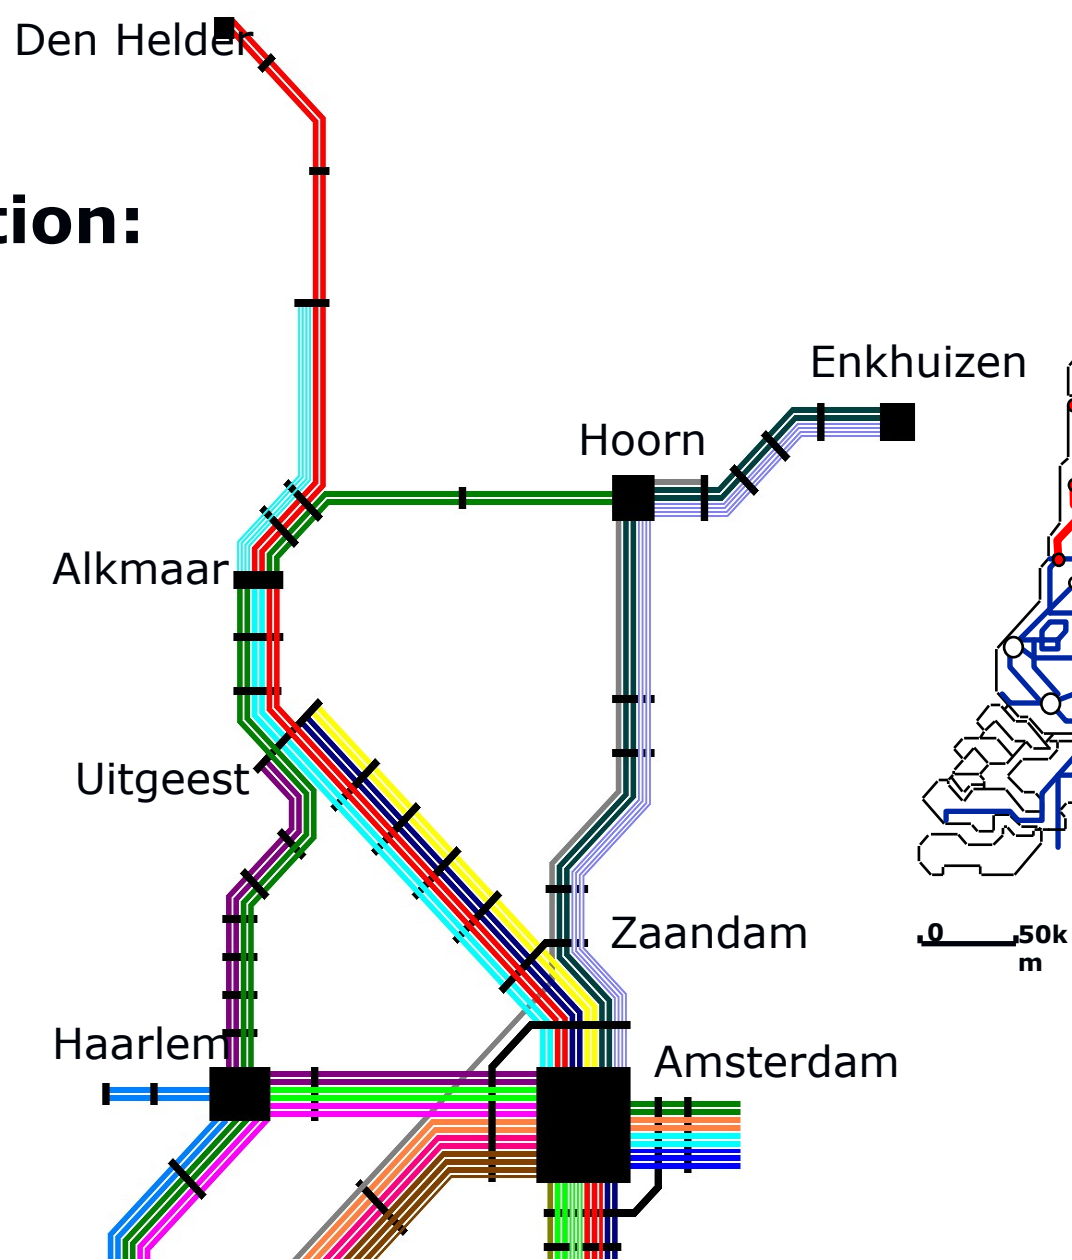 Den Helder
tion:
Enkhuizen
Hoorn
Alkmaar
Uitgeest
Zaandam
0 50k
m
Haarlem
Amsterdam